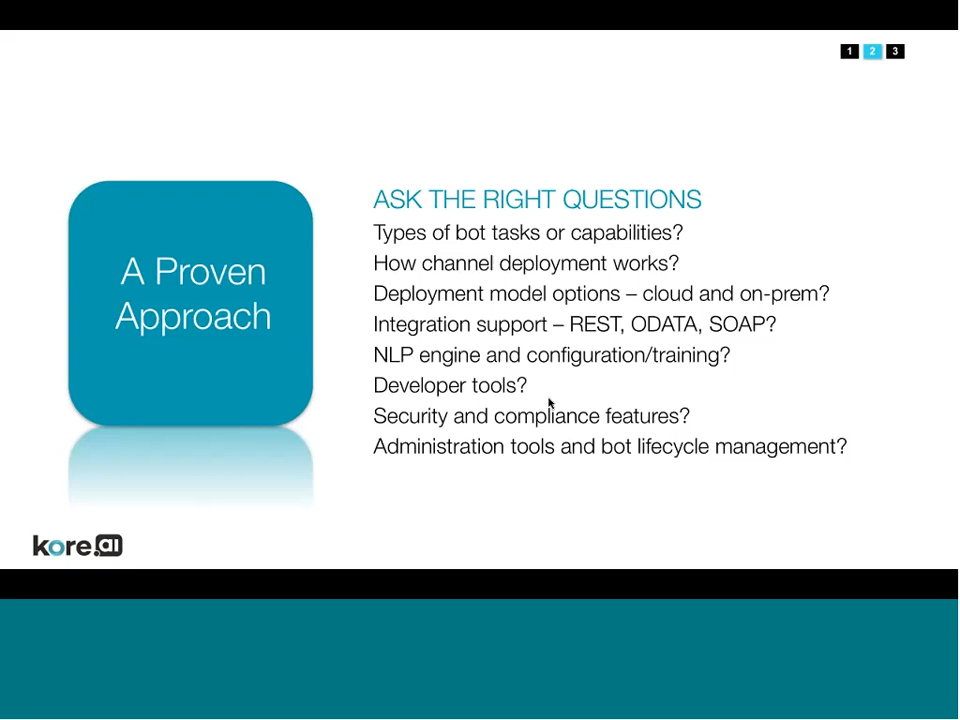 1 2 3
A Proven
Approach
ASK THE RIGHT QUESTIONS
Types of bot tasks or capabilities?
How channel deployment works?
Deployment model options – cloud and on-prem?
Integration support – REST, ODATA, SOAP?
NLP engine and configuration/training?
Developer tools?
Security and compliance features?
Administration tools and bot lifecycle management?
kore.ai